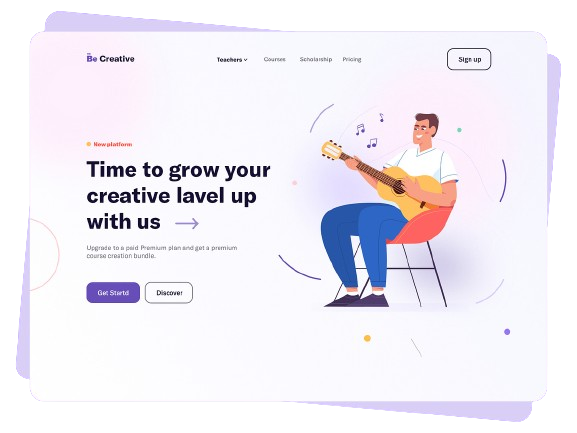 Be Creative
Teachers
Courses
Scholarship
Pricing
Sign up
New platform
Time to grow your
creative lavel up
with us
Upgrade to a paid Premium plan and get a premium
course creation bundle.
Get Startd
Discover